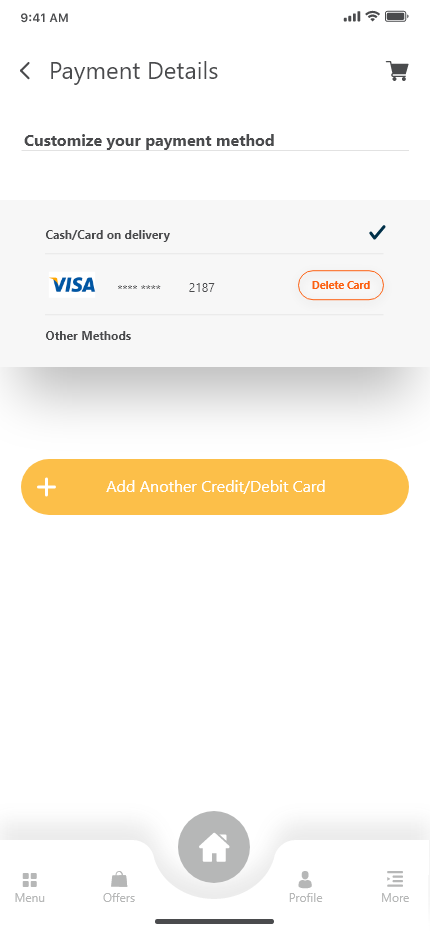 9:41 AM
Payment Details
Customize your payment method
Cash/Card on delivery
VISA **** **** 2187 Delete Card
Other Methods
Add Another Credit/Debit Card
Menu Offers Profile More